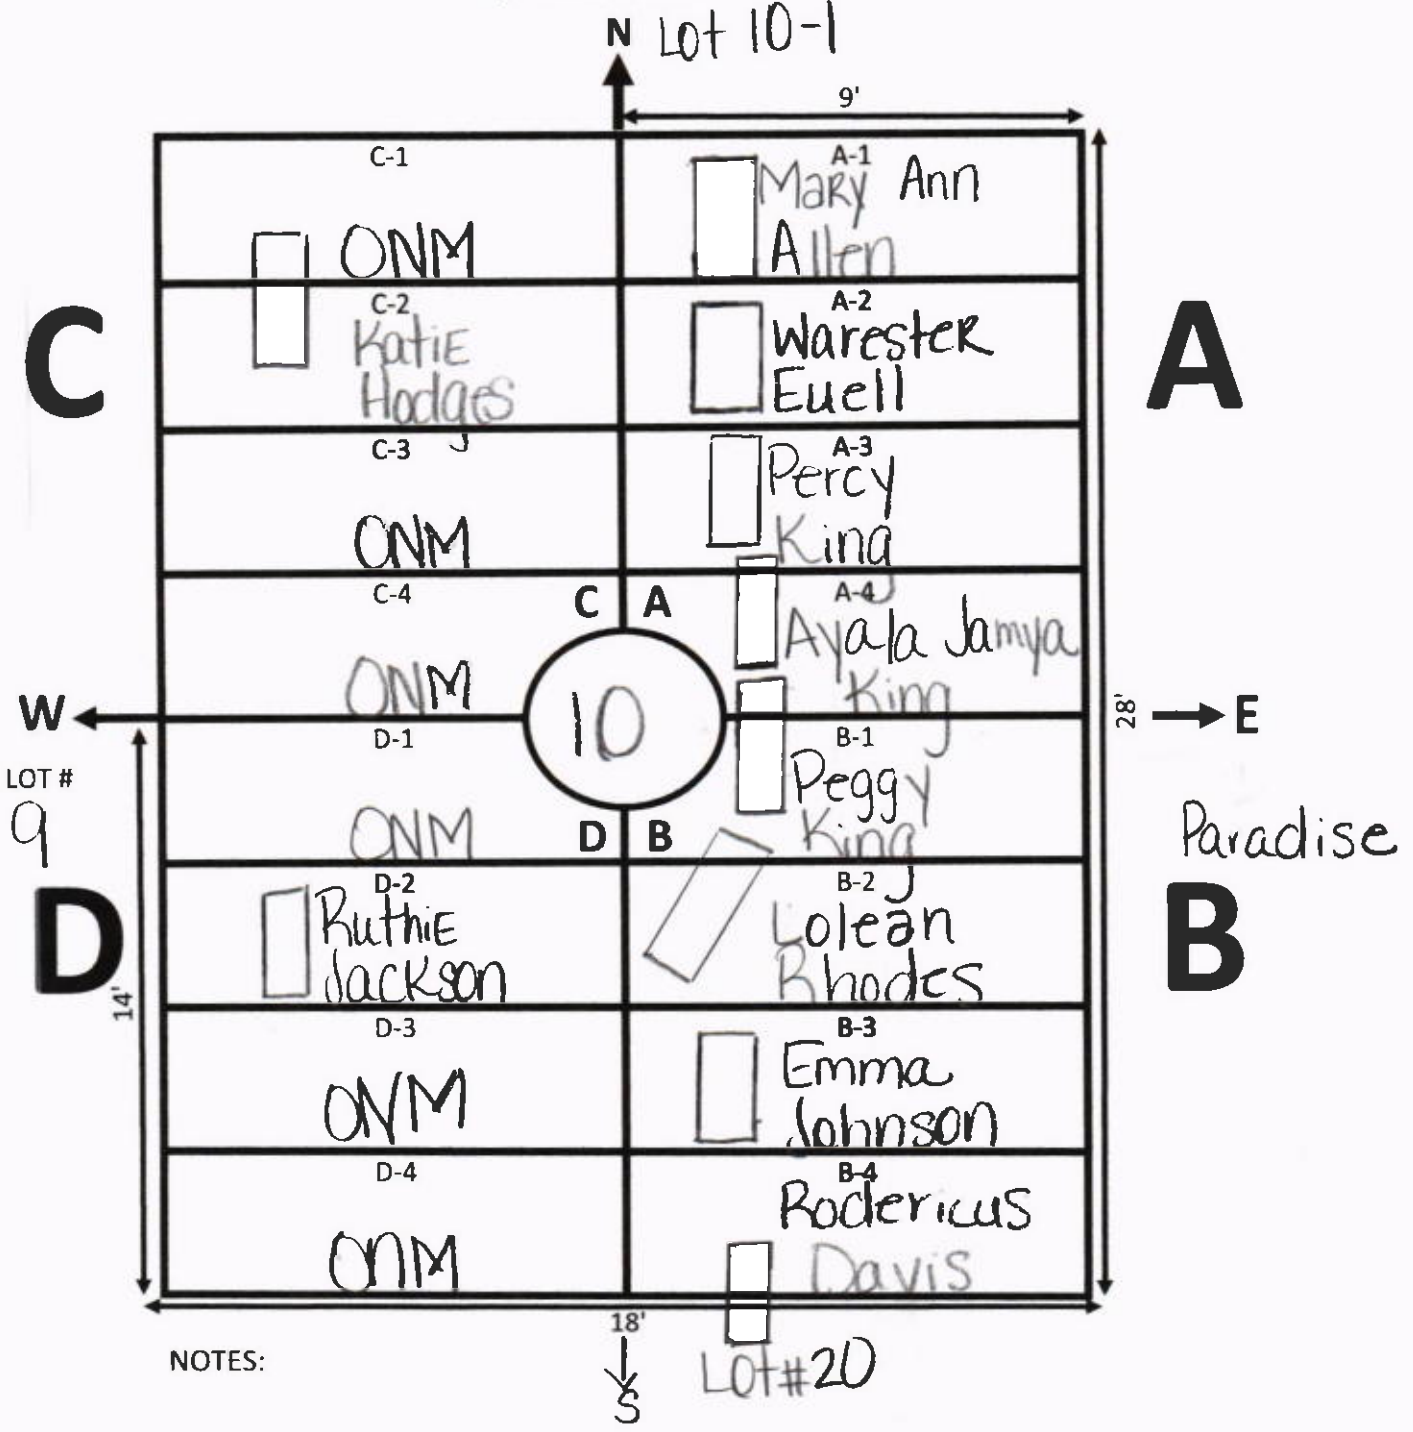 N Lot 10-1
9'
C-1
ONM
A-1
Mary Ann
Allen
C-2
Katie
Hodges
A-2
Warester
Euell
C-3
ONM
A-3
Percy
King
C-4
ONM
C A
A-4
Ayala Jamya
King
W
10
28'
E
C
A
LOT #
9
D-1
ONM
D B
B-1
Peggy
King
Paradise
D
B
D-2
Ruthie
Jackson
B-2
Lolean
Rhodes
14'
D-3
ONM
B-3
Emma
Johnson
D-4
ONM
B-4
Rodericus
Davis
18'
NOTES:
S
Lot#20